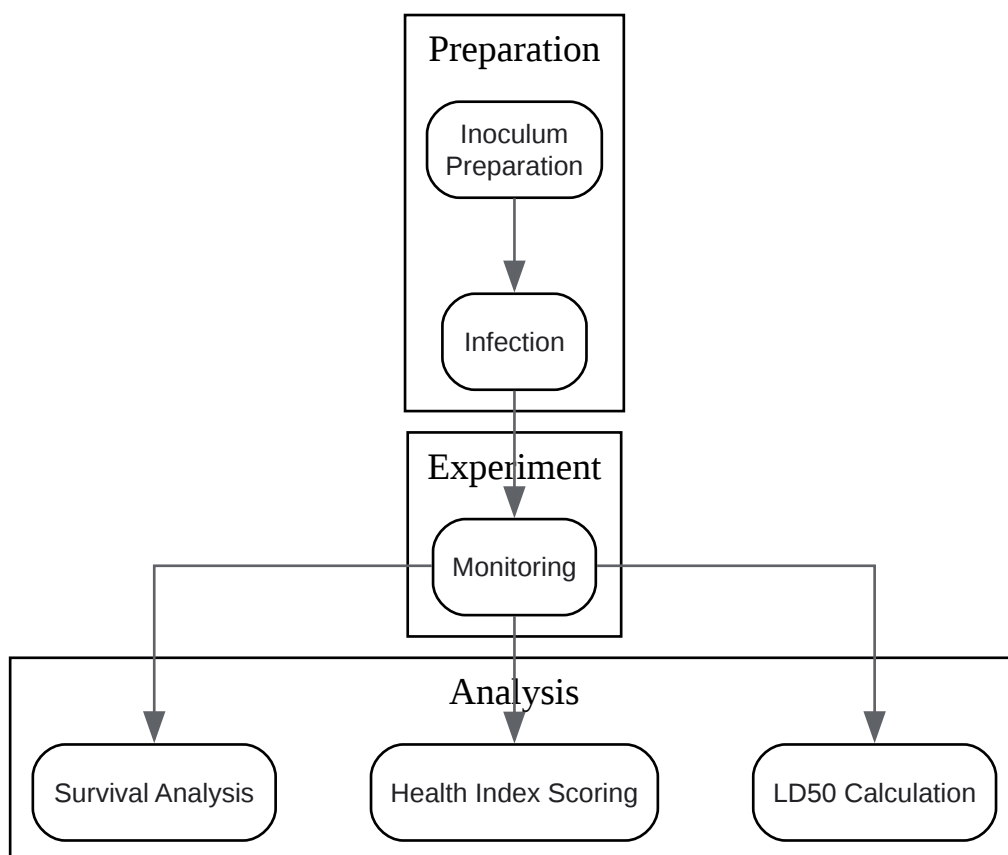 Preparation
Inoculum
Preparation
Infection
Experiment
Monitoring
Analysis
Survival Analysis
Health Index Scoring
LD50 Calculation